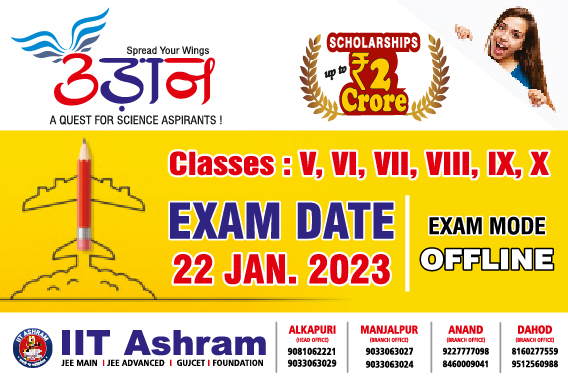 Spread Your Wings
उड़ान
A QUEST FOR SCIENCE ASPIRANTS !
SCHOLARSHIPS
up to ₹ 2
Crore
Classes : V, VI, VII, VIII, IX, X
EXAM DATE
22 JAN. 2023
EXAM MODE
OFFLINE
IIT ASHRAM
IIT Ashram
JEE MAIN | JEE ADVANCED | GUJCET | FOUNDATION
ALKAPURI
(HEAD OFFICE)
9081062221
9033063029
MANJALPUR
(BRANCH OFFICE)
9033063027
9033063024
ANAND
(BRANCH OFFICE)
9227777098
8460009041
DAHOD
(BRANCH OFFICE)
8160277559
9512560988